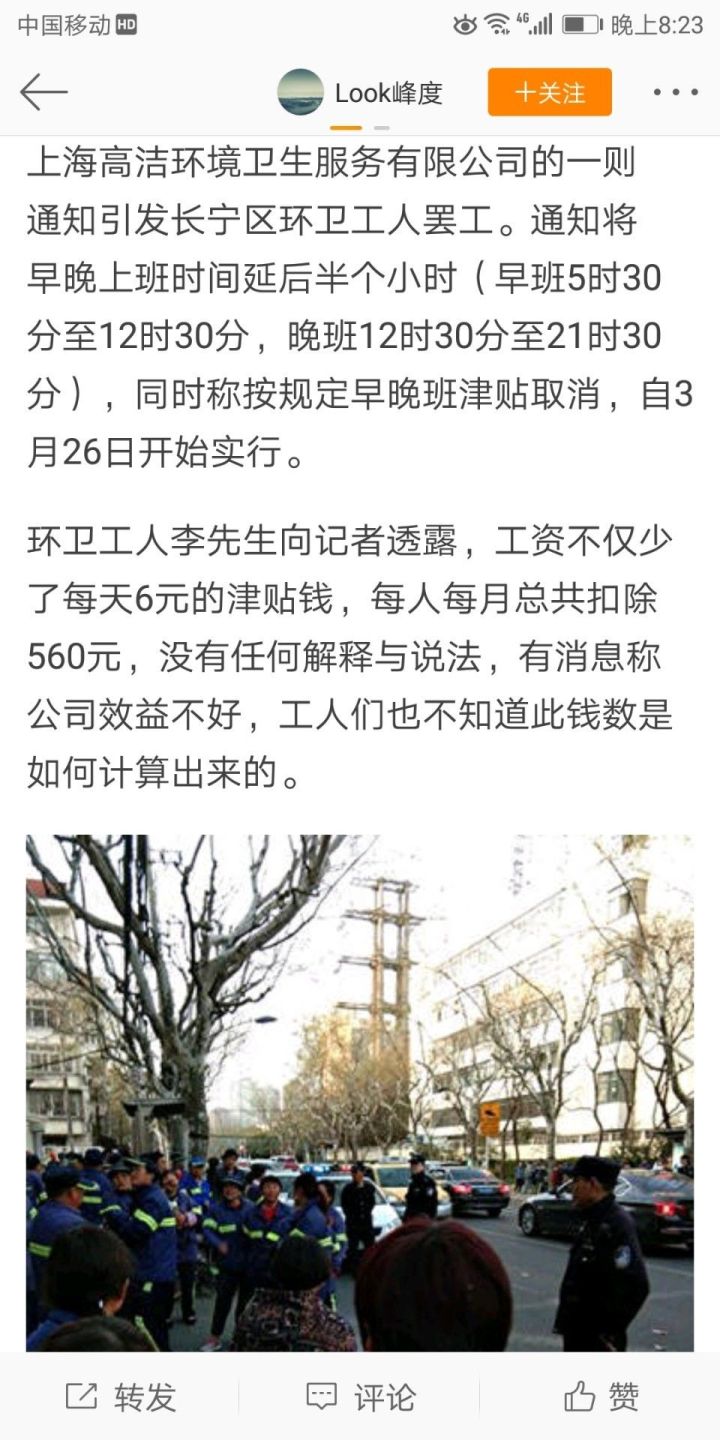 中国移动HD
4G 晚上8:23
Look峰度
十关注
上海高洁环境卫生服务有限公司的一则
通知引发长宁区环卫工人罢工。通知将
早晚上班时间延后半个小时（早班5时30
分至12时30分，晚班12时30分至21时30
分），同时称按规定早晚班津贴取消，自3
月26日开始实行。
环卫工人李先生向记者透露，工资不仅少
了每天6元的津贴钱，每人每月总共扣除
560元，没有任何解释与说法，有消息称
公司效益不好，工人们也不知道此钱数是
如何计算出来的。
转发
评论
赞